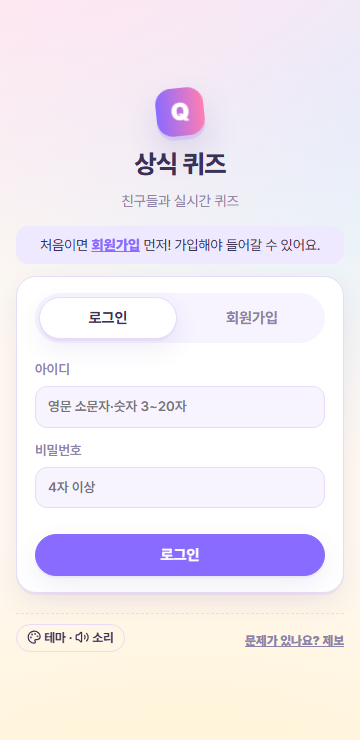 Q
상식 퀴즈
친구들과 실시간 퀴즈
처음이면 회원가입 먼저! 가입해야 들어갈 수 있어요.
로그인 회원가입
아이디
영문 소문자·숫자 3~20자
비밀번호
4자 이상
로그인
테마 · 소리 문제가 있나요? 제보